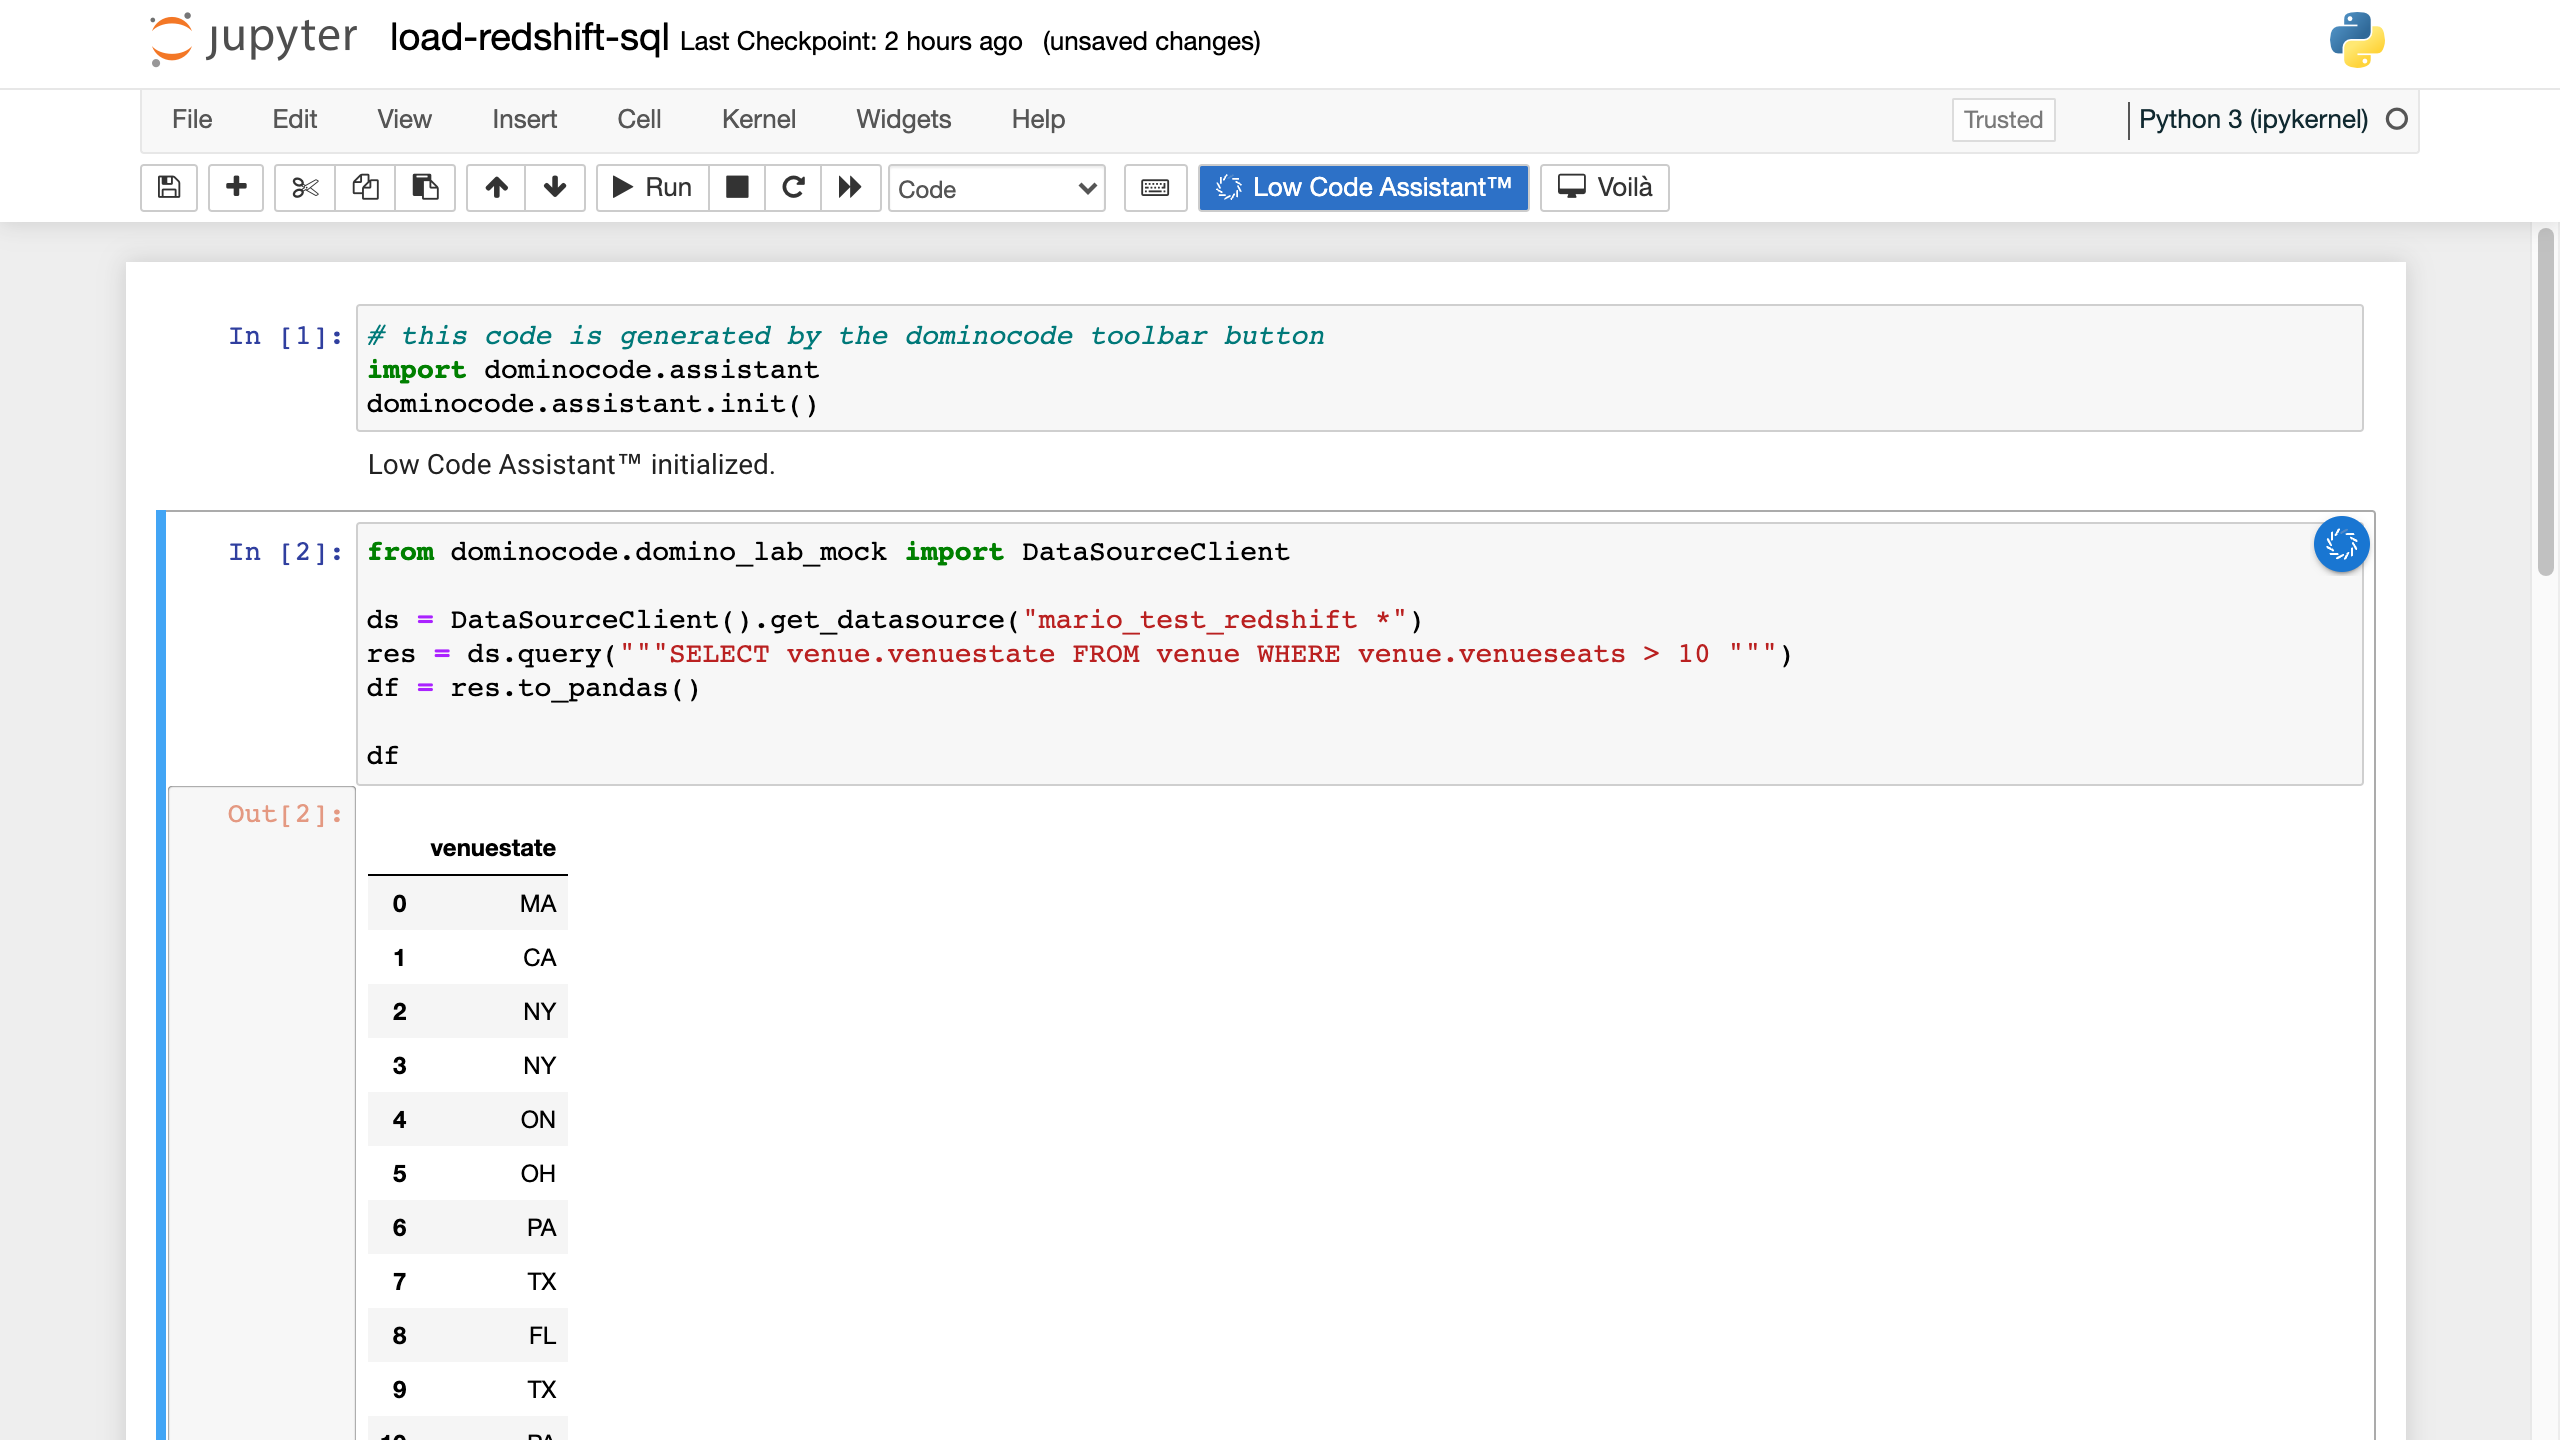 jupyter load-redshift-sql Last Checkpoint: 2 hours ago (unsaved changes)
File Edit View Insert Cell Kernel Widgets Help Trusted Python 3 (ipykernel)
Run Code Low Code Assistant™ Voilà
In [1]: # this code is generated by the dominocode toolbar button
import dominocode.assistant
dominocode.assistant.init()
Low Code Assistant™ initialized.
In [2]: from dominocode.domino_lab_mock import DataSourceClient
ds = DataSourceClient().get_datasource("mario_test_redshift *")
res = ds.query("""SELECT venue.venuestate FROM venue WHERE venue.venueseats > 10 """)
df = res.to_pandas()
df
Out[2]:
venuestate
0 MA
1 CA
2 NY
3 NY
4 ON
5 OH
6 PA
7 TX
8 FL
9 TX